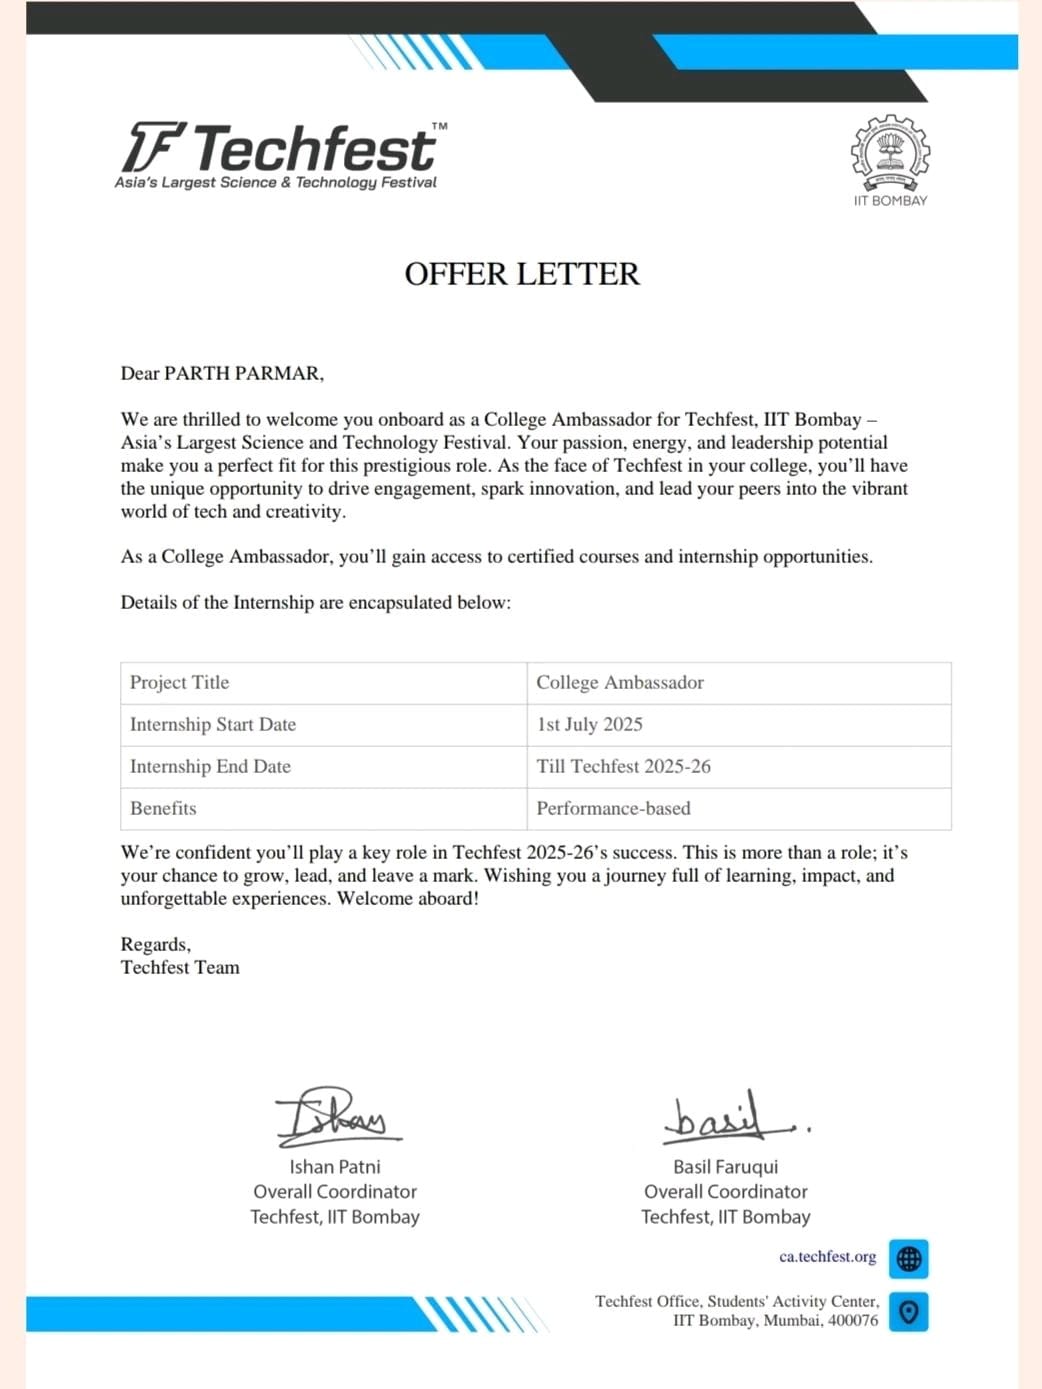 Techfest™
Asia's Largest Science & Technology Festival
IIT BOMBAY
OFFER LETTER
Dear PARTH PARMAR,
We are thrilled to welcome you onboard as a College Ambassador for Techfest, IIT Bombay –
Asia's Largest Science and Technology Festival. Your passion, energy, and leadership potential
make you a perfect fit for this prestigious role. As the face of Techfest in your college, you'll have
the unique opportunity to drive engagement, spark innovation, and lead your peers into the vibrant
world of tech and creativity.
As a College Ambassador, you'll gain access to certified courses and internship opportunities.
Details of the Internship are encapsulated below:
Project Title College Ambassador
Internship Start Date 1st July 2025
Internship End Date Till Techfest 2025-26
Benefits Performance-based
We're confident you'll play a key role in Techfest 2025-26's success. This is more than a role; it's
your chance to grow, lead, and leave a mark. Wishing you a journey full of learning, impact, and
unforgettable experiences. Welcome aboard!
Regards,
Techfest Team
Ishan
Ishan Patni
Overall Coordinator
Techfest, IIT Bombay
basil
Basil Faruqui
Overall Coordinator
Techfest, IIT Bombay
ca.techfest.org
Techfest Office, Students' Activity Center,
IIT Bombay, Mumbai, 400076